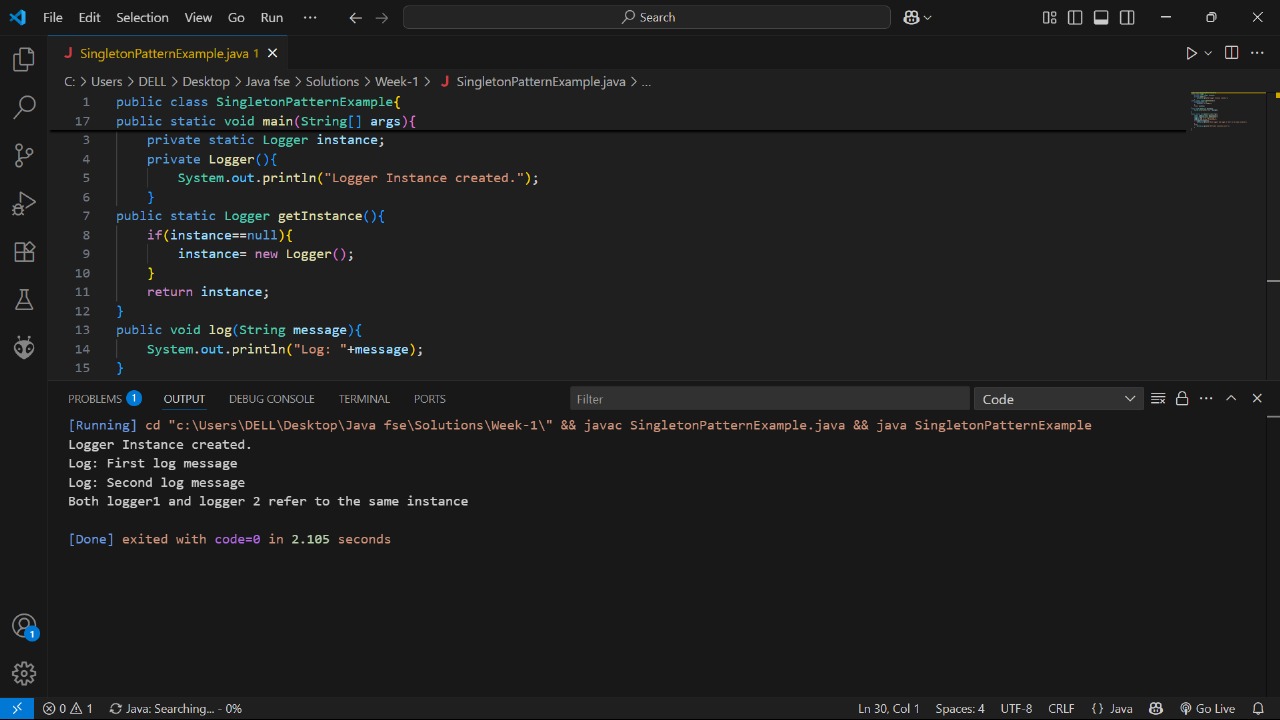 File Edit Selection View Go Run ··· Search
SingletonPatternExample.java 1
C: > Users > DELL > Desktop > Java fse > Solutions > Week-1 > J SingletonPatternExample.java > ...
1 public class SingletonPatternExample{
17 public static void main(String[] args){
3 private static Logger instance;
4 private Logger(){
5 System.out.println("Logger Instance created.");
6 }
7 public static Logger getInstance(){
8 if(instance==null){
9 instance= new Logger();
10 }
11 return instance;
12 }
13 public void log(String message){
14 System.out.println("Log: "+message);
15 }
PROBLEMS 1 OUTPUT DEBUG CONSOLE TERMINAL PORTS Filter Code
[Running] cd "c:\Users\DELL\Desktop\Java fse\Solutions\Week-1\" && javac SingletonPatternExample.java && java SingletonPatternExample
Logger Instance created.
Log: First log message
Log: Second log message
Both logger1 and logger 2 refer to the same instance
[Done] exited with code=0 in 2.105 seconds
1
0 1 Java: Searching... - 0% Ln 30, Col 1 Spaces: 4 UTF-8 CRLF {} Java Go Live